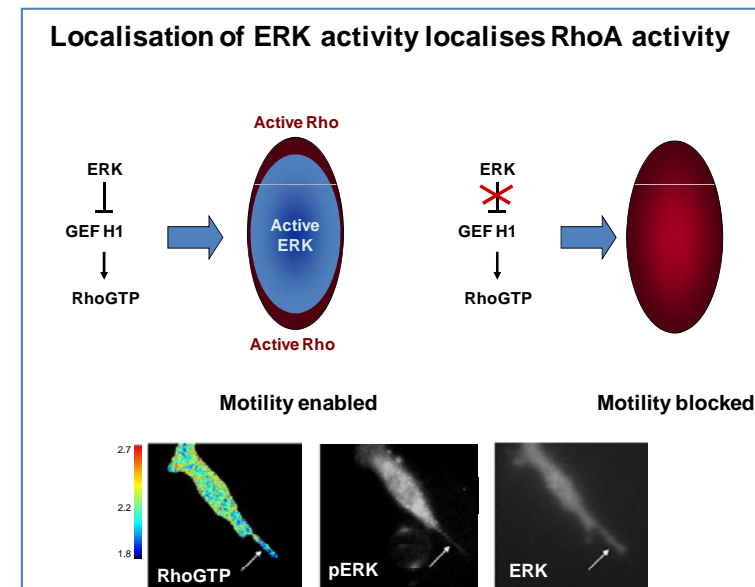 Localisation of ERK activity localises RhoA activity
Active Rho
ERK
GEF H1
RhoGTP
Active
ERK
Active Rho
ERK
GEF H1
RhoGTP
Motility enabled
Motility blocked
2.7
2.2
1.8
RhoGTP
pERK
ERK